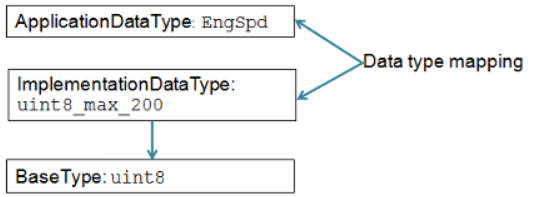 ApplicationDataType: EngSpd
Data type mapping
ImplementationDataType:
uint8_max_200
BaseType: uint8